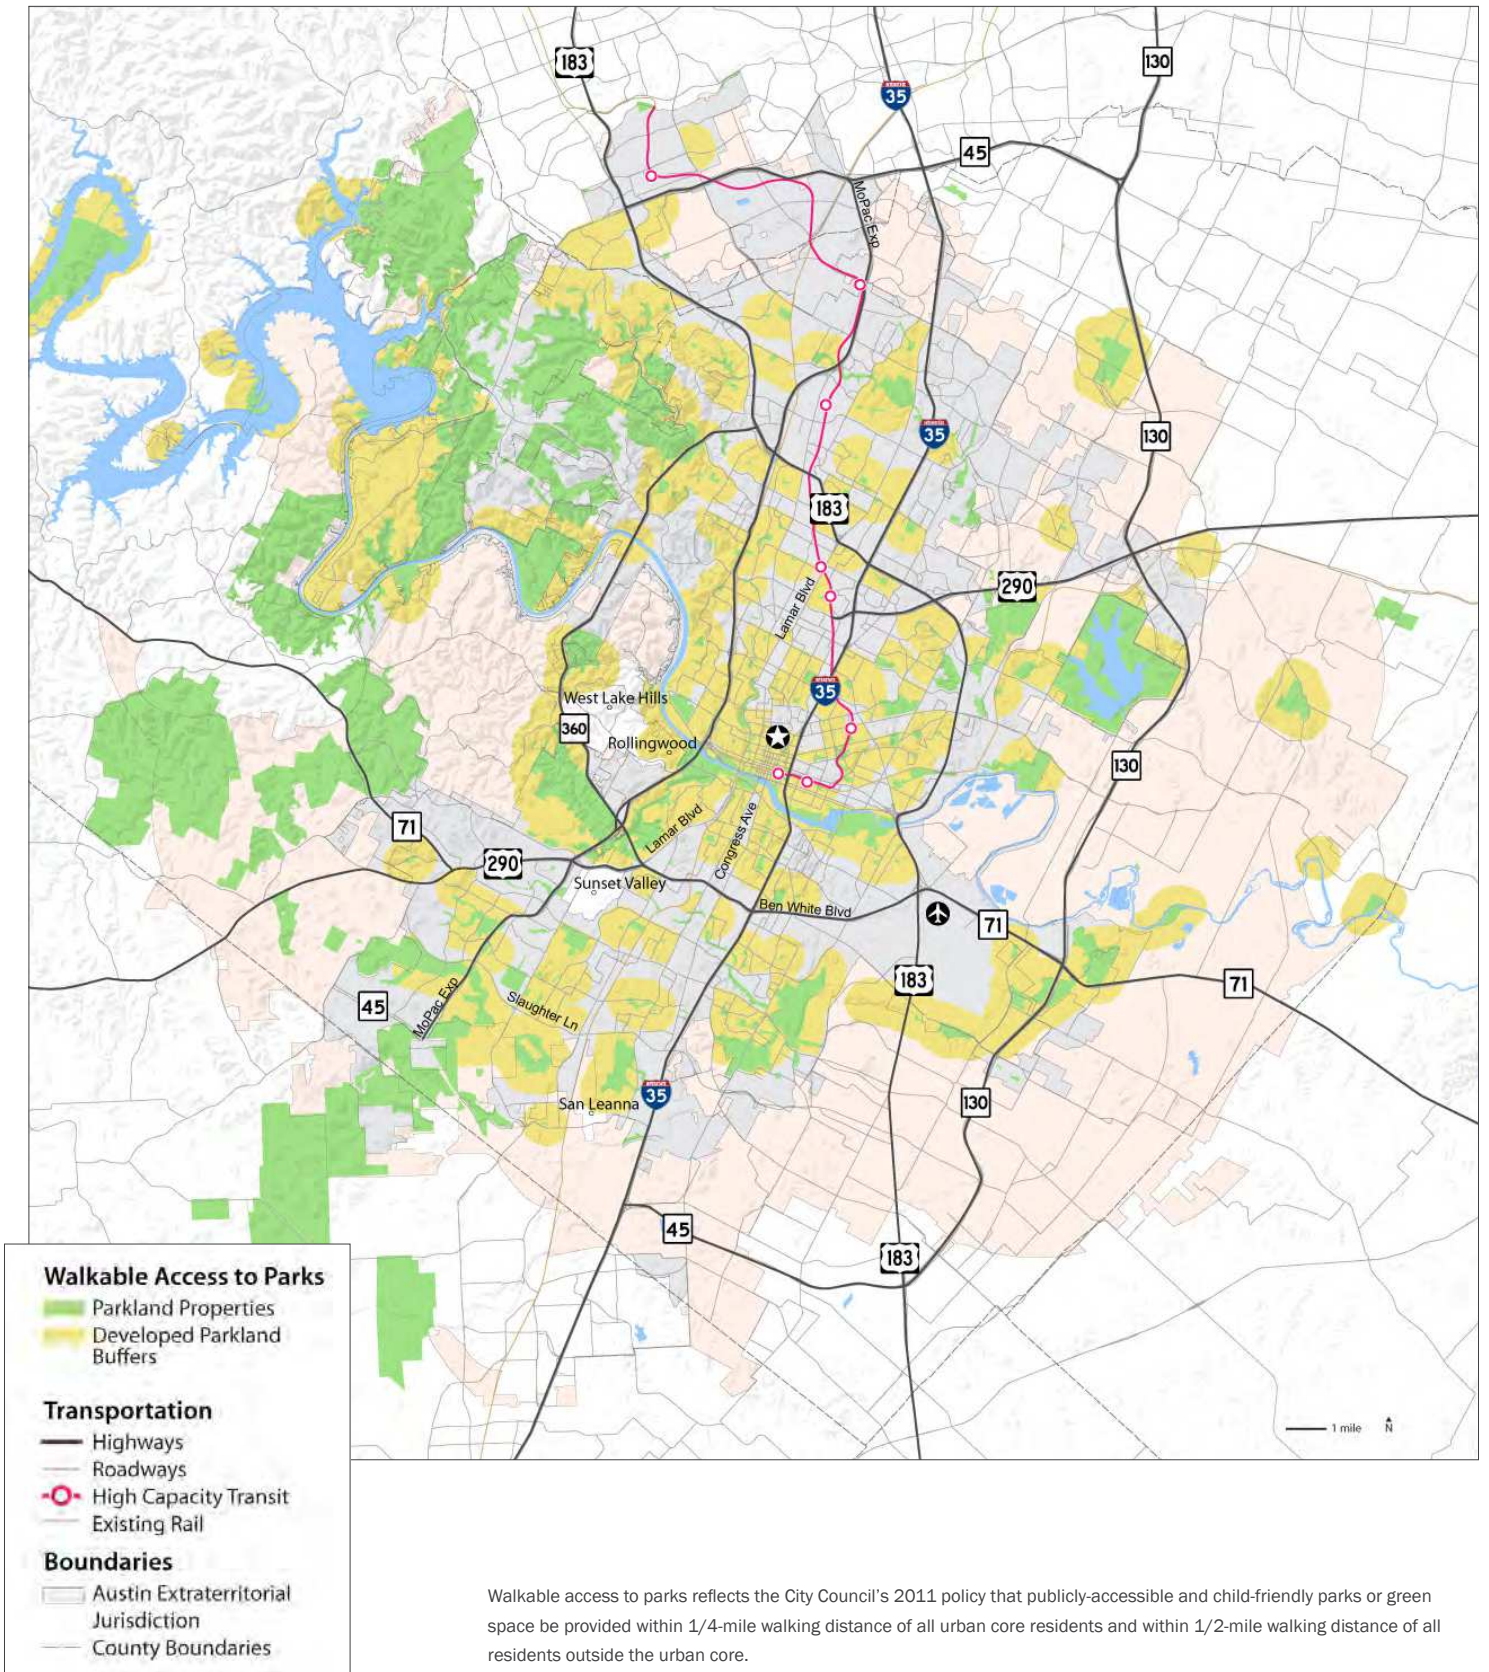 183
INTERSTATE
35
130
45
MoPac Exp
INTERSTATE
35
130
183
290
Lamar Blvd
INTERSTATE
35
West Lake Hills
360
Rollingwood
130
71
290
Lamar Blvd
Congress Ave
Sunset Valley
Ben White Blvd
71
183
71
45
MoPac Exp
Slaughter Ln
San Leanna
INTERSTATE
35
130
45
183
1 mile
N
Walkable Access to Parks
Parkland Properties
Developed Parkland
Buffers
Transportation
Highways
Roadways
High Capacity Transit
Existing Rail
Boundaries
Austin Extraterritorial
Jurisdiction
County Boundaries
Walkable access to parks reflects the City Council's 2011 policy that publicly-accessible and child-friendly parks or green
space be provided within 1/4-mile walking distance of all urban core residents and within 1/2-mile walking distance of all
residents outside the urban core.